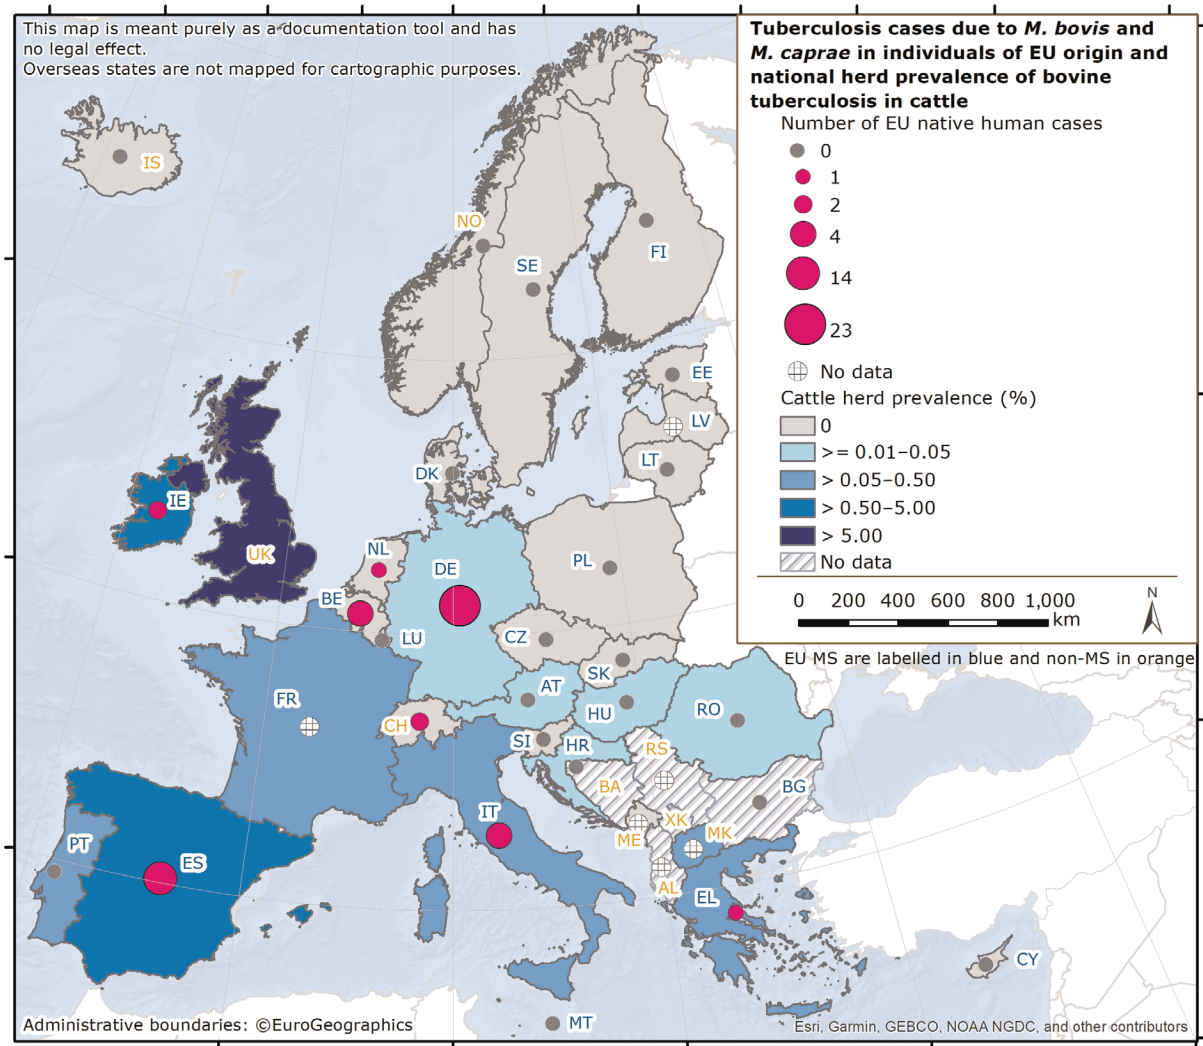 This map is meant purely as a documentation tool and has
no legal effect.
Overseas states are not mapped for cartographic purposes.
Tuberculosis cases due to M. bovis and
M. caprae in individuals of EU origin and
national herd prevalence of bovine
tuberculosis in cattle
Number of EU native human cases
0
1
2
4
14
23
No data
Cattle herd prevalence (%)
0
>= 0.01–0.05
> 0.05–0.50
> 0.50–5.00
> 5.00
No data
0 200 400 600 800 1,000
km
N
EU MS are labelled in blue and non-MS in orange
IS
NO
SE
FI
EE
LV
LT
DK
IE
UK
NL
DE
PL
BE
LU
CZ
SK
FR
AT
CH
HU
RO
SI
HR
RS
BA
BG
IT
XK
ME
MK
PT
ES
AL
EL
CY
MT
Administrative boundaries: ©EuroGeographics
Esri, Garmin, GEBCO, NOAA NGDC, and other contributors